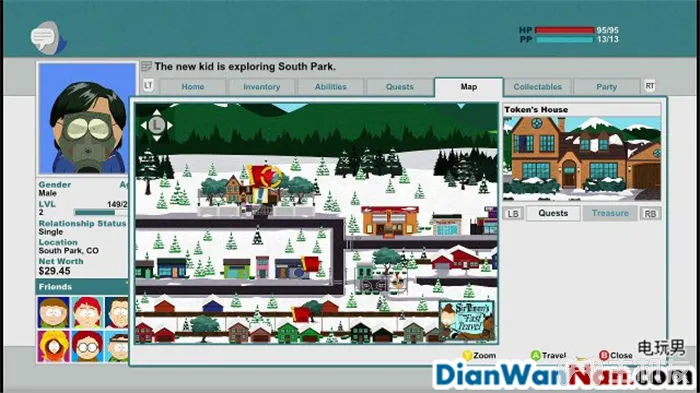 HP 95/95
PP 13/13
The new kid is exploring South Park.
LT Home Inventory Abilities Quests Map Collectables Party RT
Token's House
L
Gender
Male
LVL 149/2
2
Relationship Status
Single
Location
South Park, CO
Net Worth
$29.45
Friends
LB Quests Treasure RB
Sir Timmy's
Fast Travel
Y Zoom A Travel B Close
电玩男
DianWanNan.com